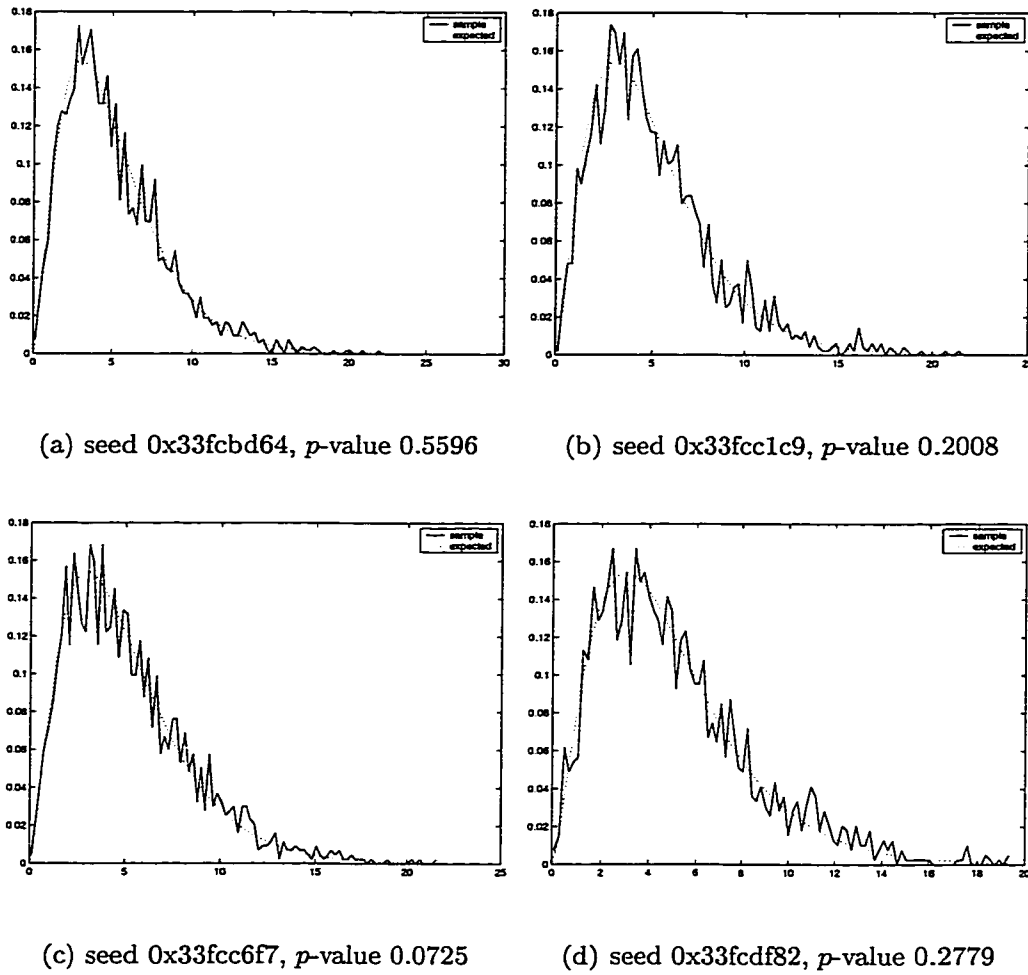 0.18
0.16
0.14
0.12
0.1
0.08
0.06
0.04
0.02
0
0 5 10 15 20 25 30
sample
expected
(a) seed 0x33fcbd64, p-value 0.5596
0.18
0.16
0.14
0.12
0.1
0.08
0.06
0.04
0.02
0
0 5 10 15 20 25
sample
expected
(b) seed 0x33fcc1c9, p-value 0.2008
0.18
0.16
0.14
0.12
0.1
0.08
0.06
0.04
0.02
0
0 5 10 15 20 25
sample
expected
(c) seed 0x33fcc6f7, p-value 0.0725
0.18
0.16
0.14
0.12
0.1
0.08
0.06
0.04
0.02
0
0 2 4 6 8 10 12 14 16 18 20
sample
expected
(d) seed 0x33fcdf82, p-value 0.2779